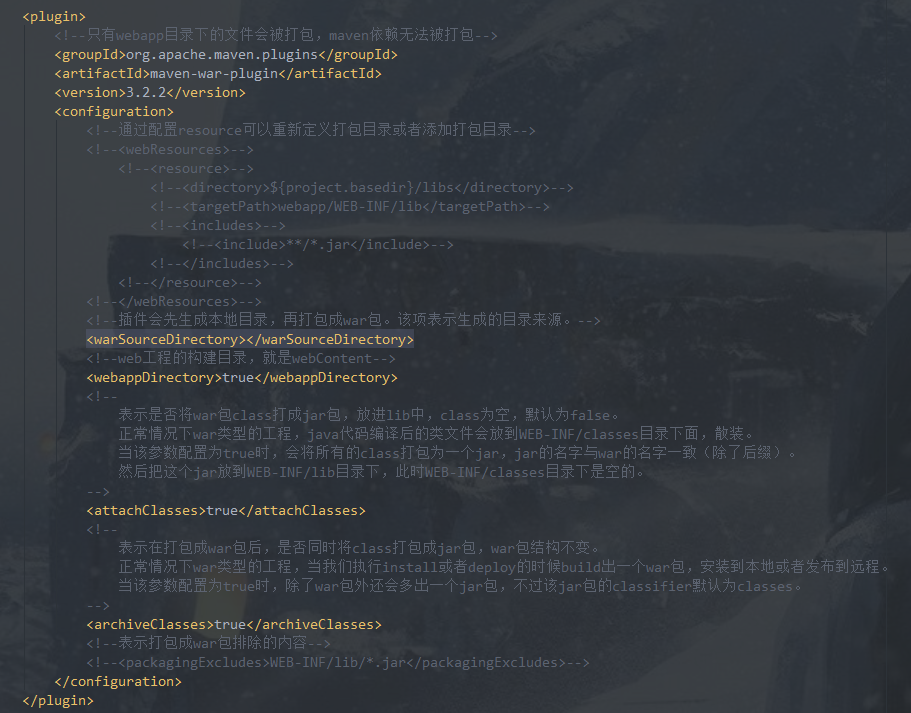 <plugin>
<!--只有webapp目录下的文件会被打包，maven依赖无法被打包-->
<groupId>org.apache.maven.plugins</groupId>
<artifactId>maven-war-plugin</artifactId>
<version>3.2.2</version>
<configuration>
<!--通过配置resource可以重新定义打包目录或者添加打包目录-->
<!--<webResources>-->
<!--<resource>-->
<!--<directory>${project.basedir}/libs</directory>-->
<!--<targetPath>webapp/WEB-INF/lib</targetPath>-->
<!--<includes>-->
<!--<include>**/*.jar</include>-->
<!--</includes>-->
<!--</resource>-->
<!--</webResources>-->
<!--插件会先生成本地目录，再打包成war包。该项表示生成的目录来源。-->
<warSourceDirectory></warSourceDirectory>
<!--web工程的构建目录，就是webContent-->
<webappDirectory>true</webappDirectory>
<!--
表示是否将war包class打成jar包，放进lib中，class为空，默认为false。
正常情况下war类型的工程，java代码编译后的类文件会放到WEB-INF/classes目录下面，散装。
当该参数配置为true时，会将所有的class打包为一个jar，jar的名字与war的名字一致（除了后缀）。
然后把这个jar放到WEB-INF/lib目录下，此时WEB-INF/classes目录下是空的。
-->
<attachClasses>true</attachClasses>
<!--
表示在打包成war包后，是否同时将class打包成jar包，war包结构不变。
正常情况下war类型的工程，当我们执行install或者deploy的时候build出一个war包，安装到本地或者发布到远程。
当该参数配置为true时，除了war包外还会多出一个jar包，不过该jar包的classifier默认为classes。
-->
<archiveClasses>true</archiveClasses>
<!--表示打包成war包排除的内容-->
<!--<packagingExcludes>WEB-INF/lib/*.jar</packagingExcludes>-->
</configuration>
</plugin>